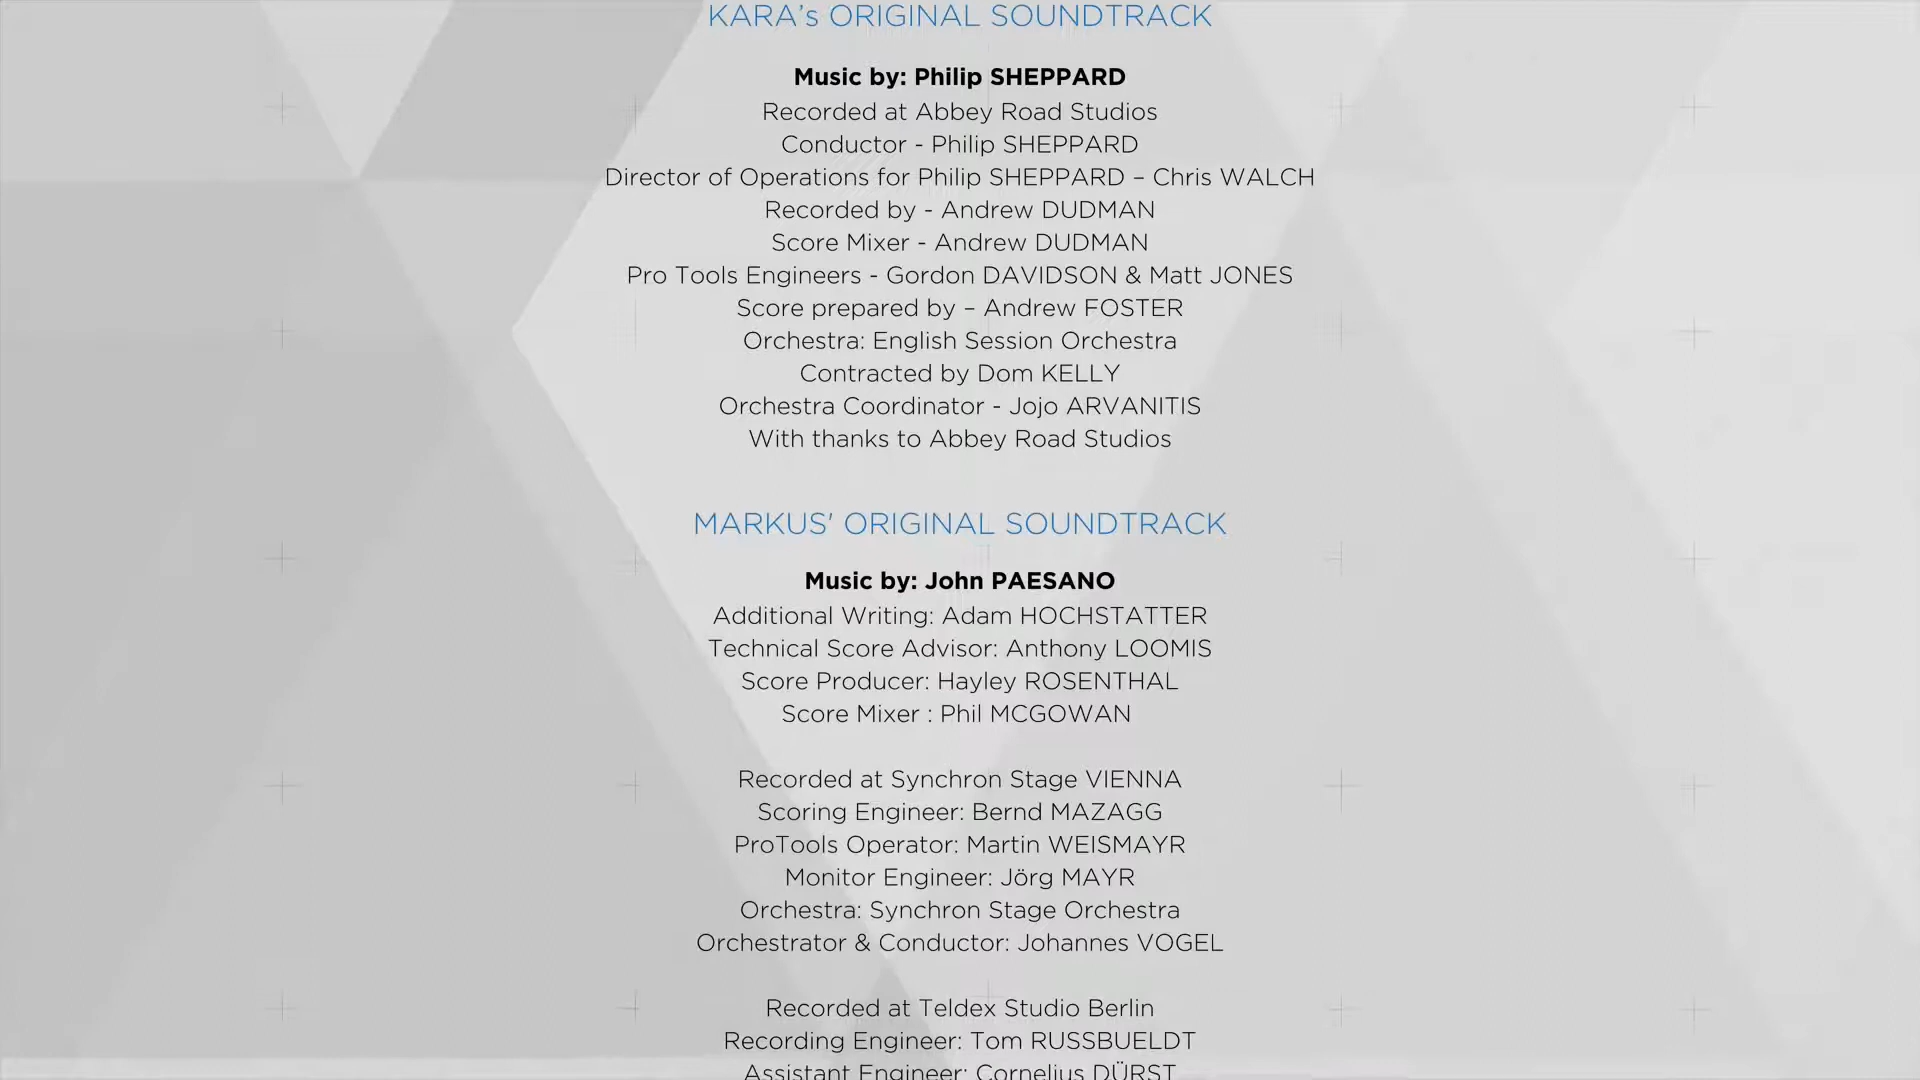 KARA's ORIGINAL SOUNDTRACK
Music by: Philip SHEPPARD
Recorded at Abbey Road Studios
Conductor - Philip SHEPPARD
Director of Operations for Philip SHEPPARD – Chris WALCH
Recorded by - Andrew DUDMAN
Score Mixer - Andrew DUDMAN
Pro Tools Engineers - Gordon DAVIDSON & Matt JONES
Score prepared by – Andrew FOSTER
Orchestra: English Session Orchestra
Contracted by Dom KELLY
Orchestra Coordinator - Jojo ARVANITIS
With thanks to Abbey Road Studios
MARKUS' ORIGINAL SOUNDTRACK
Music by: John PAESANO
Additional Writing: Adam HOCHSTATTER
Technical Score Advisor: Anthony LOOMIS
Score Producer: Hayley ROSENTHAL
Score Mixer : Phil MCGOWAN
Recorded at Synchron Stage VIENNA
Scoring Engineer: Bernd MAZAGG
ProTools Operator: Martin WEISMAYR
Monitor Engineer: Jörg MAYR
Orchestra: Synchron Stage Orchestra
Orchestrator & Conductor: Johannes VOGEL
Recorded at Teldex Studio Berlin
Recording Engineer: Tom RUSSBUELDT
Assistant Engineer: Cornelius DÜRST